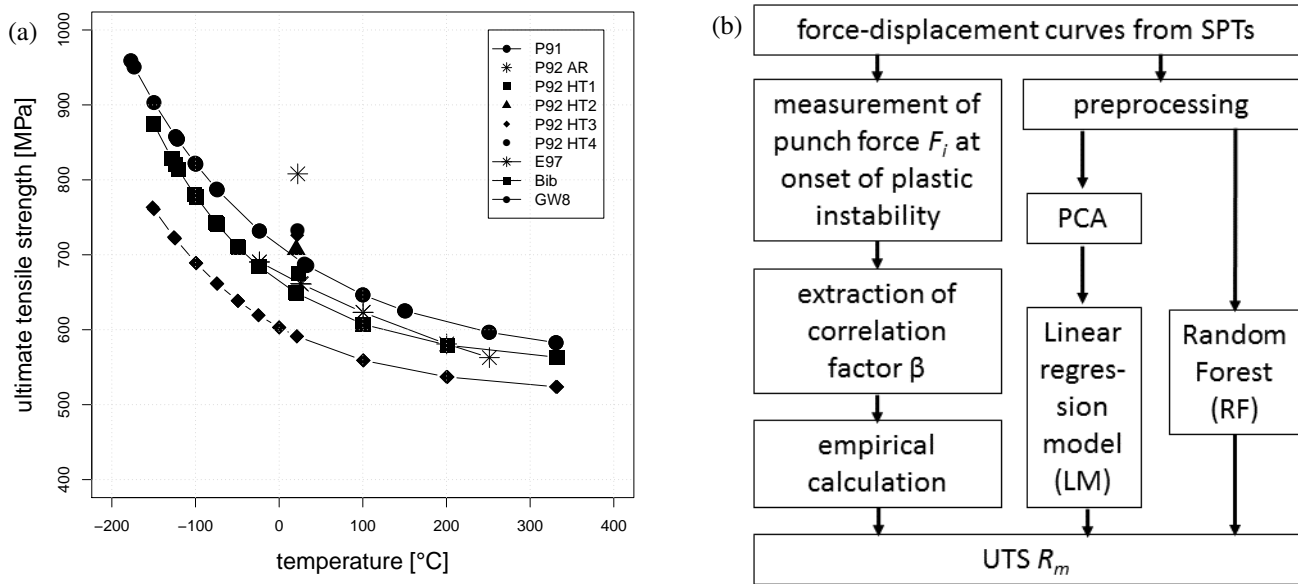 (a)
ultimate tensile strength [MPa]
1000
900
800
700
600
500
400
−200
−100
0
100
200
300
400
temperature [°C]
P91
P92 AR
P92 HT1
P92 HT2
P92 HT3
P92 HT4
E97
Bib
GW8
(b)
force-displacement curves from SPTs
measurement of
punch force Fi at
onset of plastic
instability
extraction of
correlation
factor β
empirical
calculation
preprocessing
PCA
Linear
regres-
sion
model
(LM)
Random
Forest
(RF)
UTS Rm